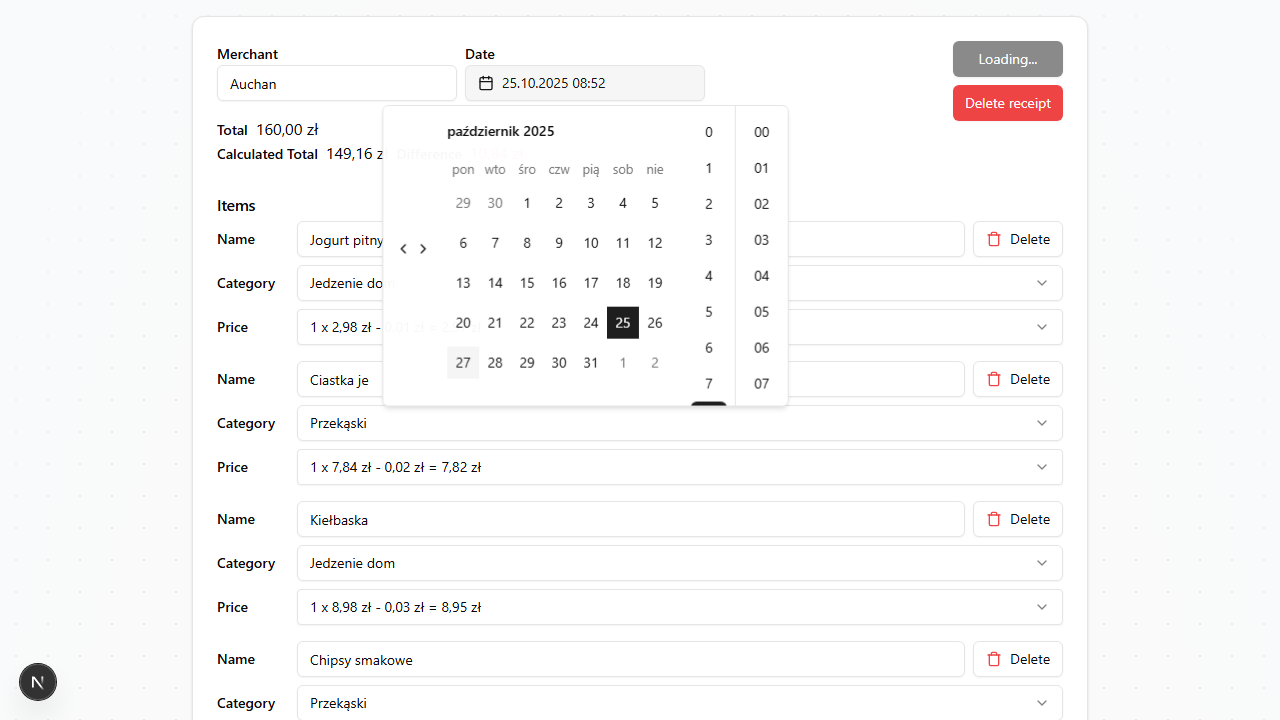 Merchant
Date
Auchan
25.10.2025 08:52
Loading...
Delete receipt
Total 160,00 zł
Calculated Total 149,16 z
październik 2025
pon wto śro czw pią sob nie
29 30 1 2 3 4 5
6 7 8 9 10 11 12
13 14 15 16 17 18 19
20 21 22 23 24 25 26
27 28 29 30 31 1 2
0 00
1 01
2 02
3 03
4 04
5 05
6 06
7 07
Items
Name Jogurt pitny Delete
Category Jedzenie do
Price 1 x 2,98 zł -
Name Ciastka je Delete
Category Przekąski
Price 1 x 7,84 zł - 0,02 zł = 7,82 zł
Name Kiełbaska Delete
Category Jedzenie dom
Price 1 x 8,98 zł - 0,03 zł = 8,95 zł
Name Chipsy smakowe Delete
Category Przekąski
N